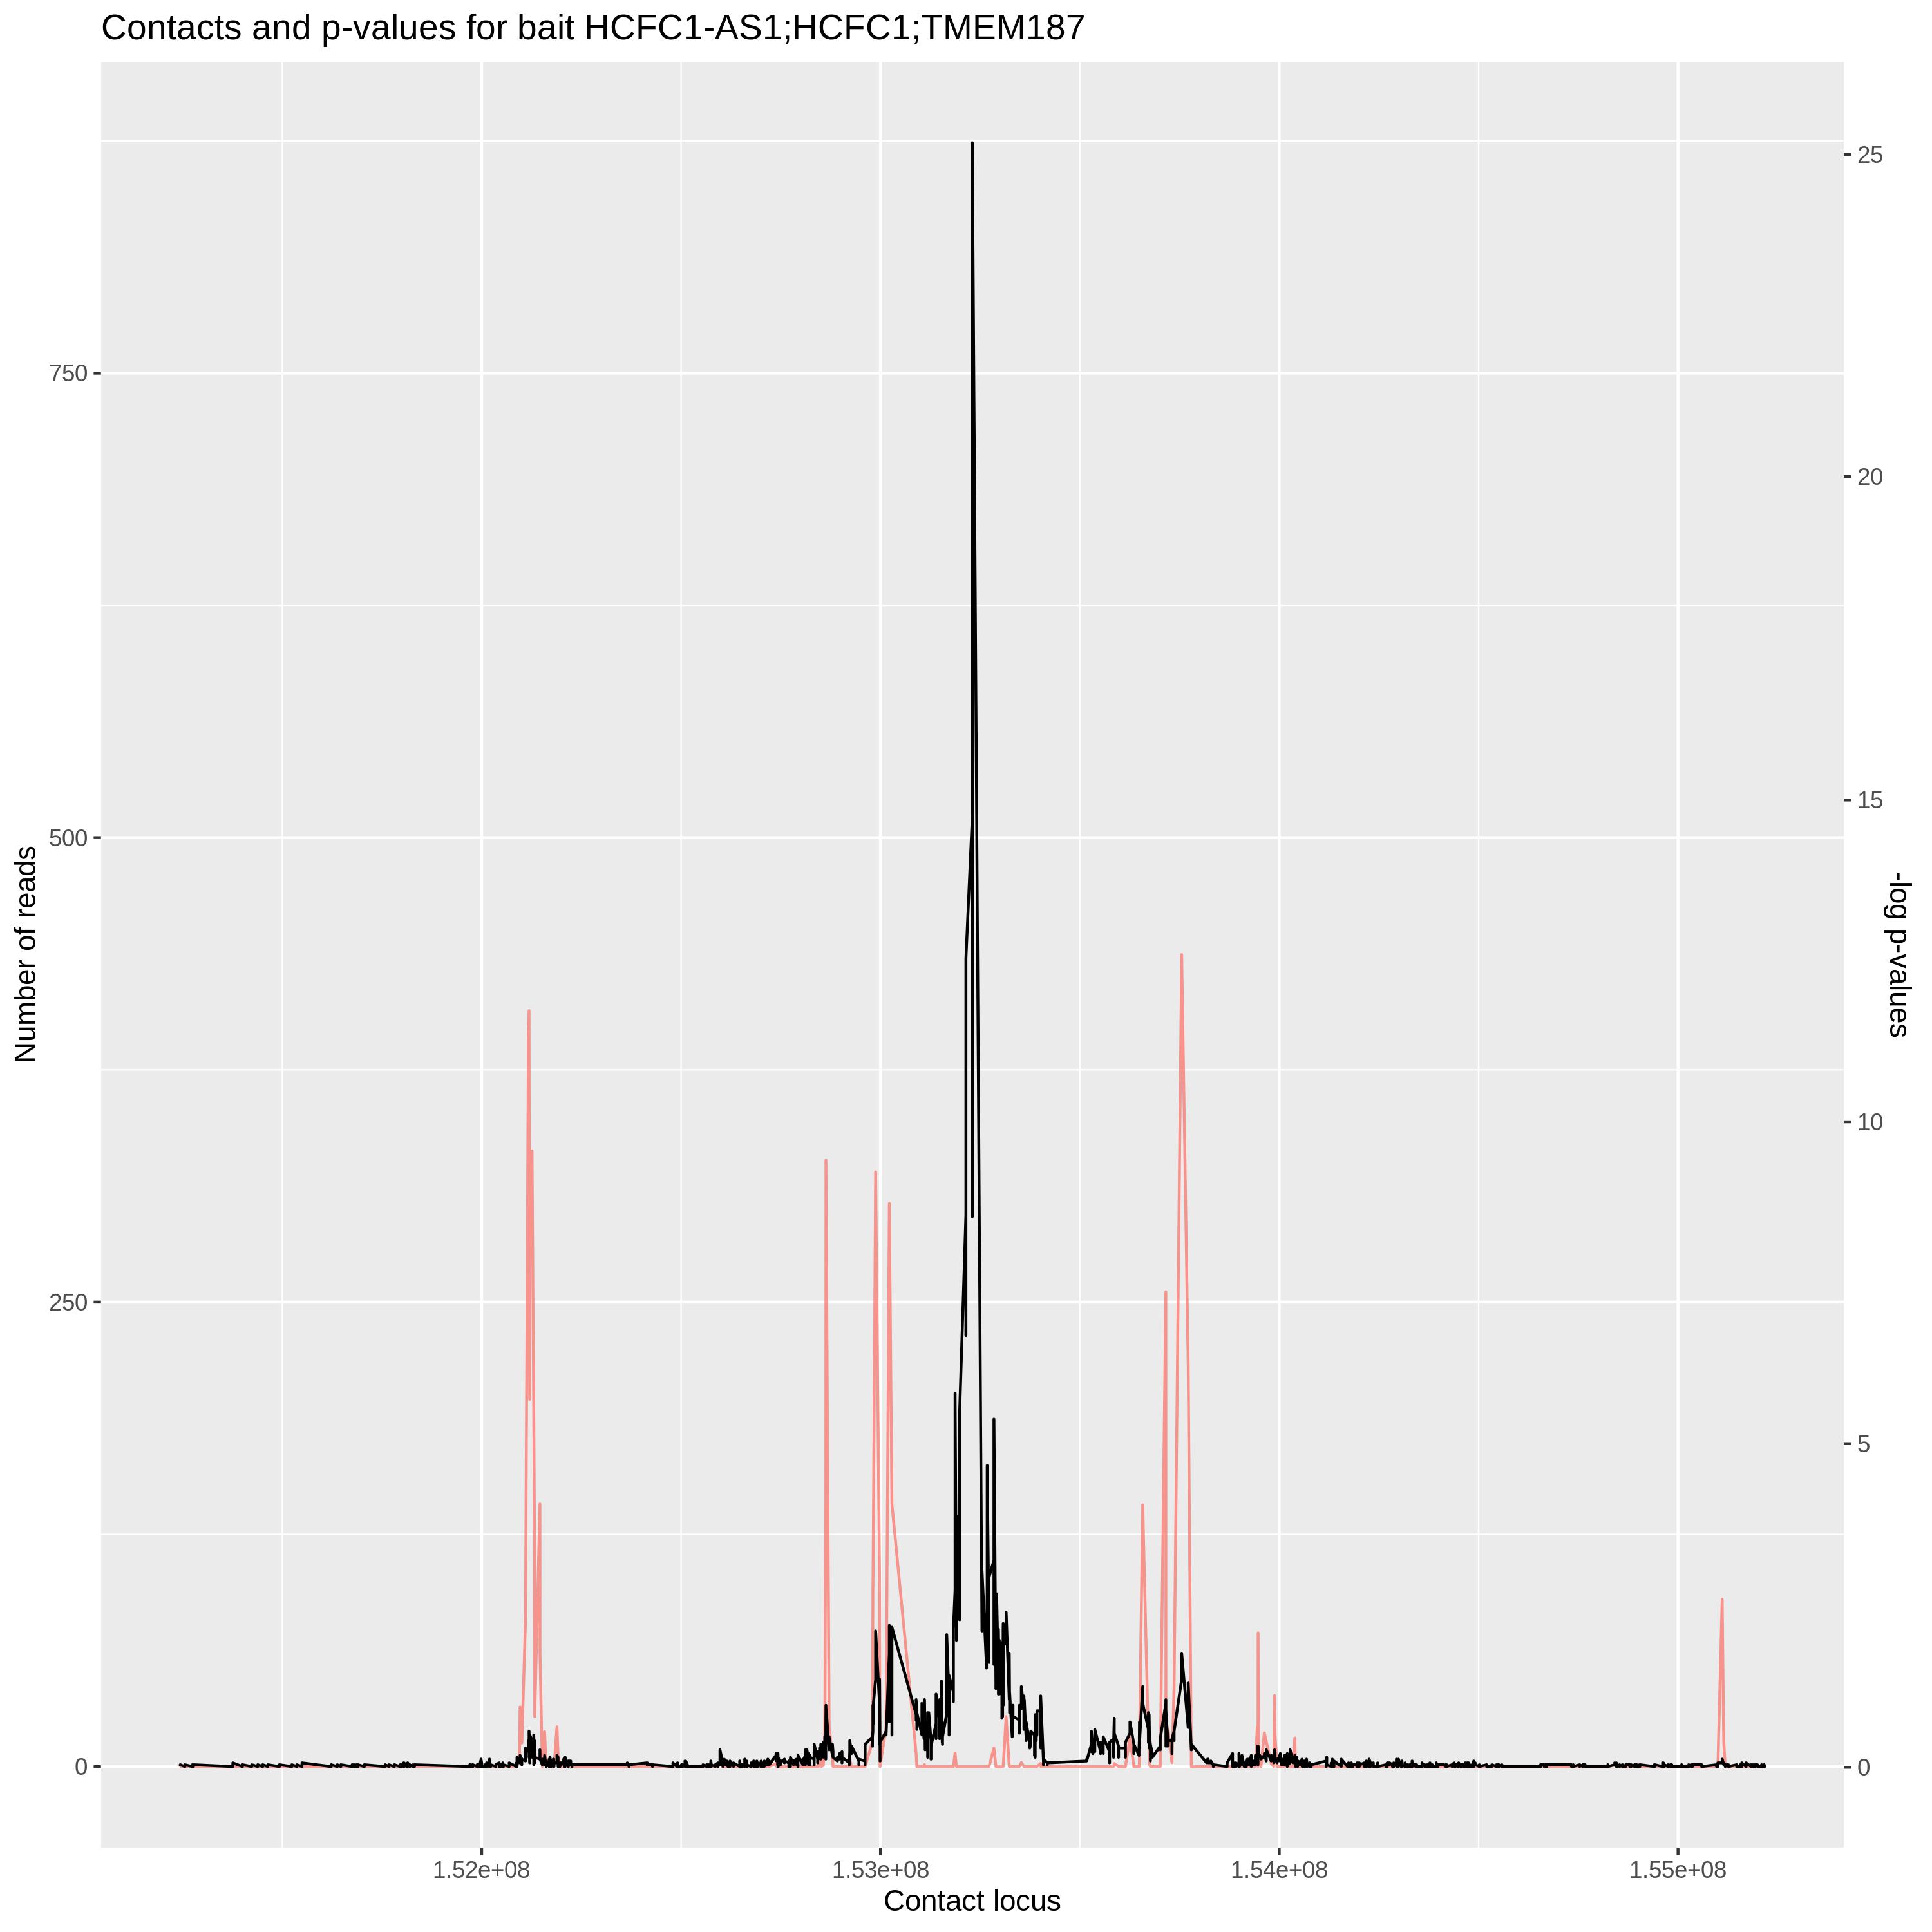 Contacts and p-values for bait HCFC1-AS1;HCFC1;TMEM187
Number of reads
750
500
250
0
25
20
15
10
5
0
-log p-values
1.52e+08
1.53e+08
1.54e+08
1.55e+08
Contact locus